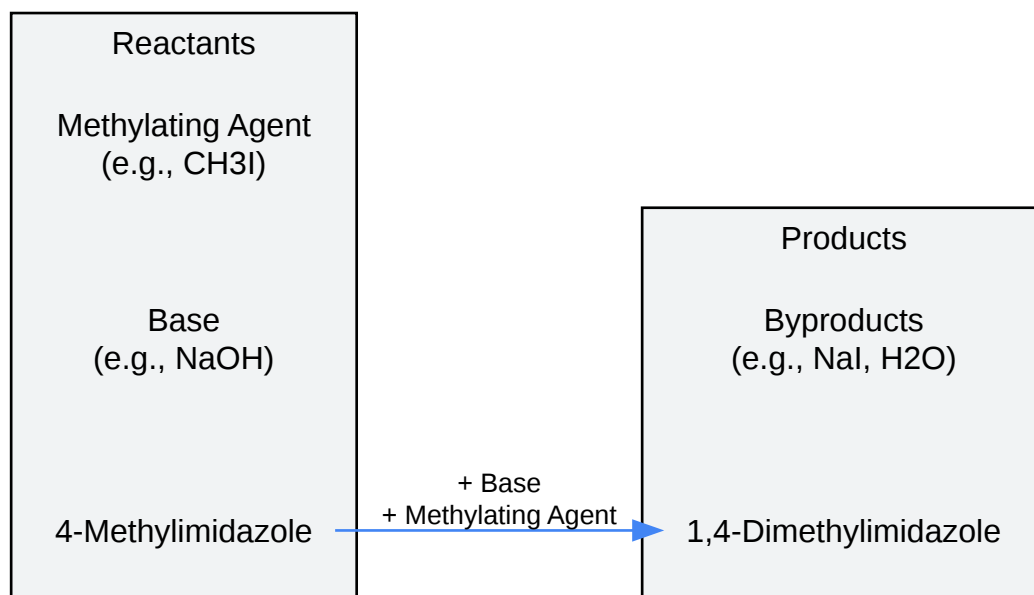 Reactants
Methylating Agent
(e.g., CH3I)
Base
(e.g., NaOH)
4-Methylimidazole
+ Base
+ Methylating Agent
Products
Byproducts
(e.g., NaI, H2O)
1,4-Dimethylimidazole